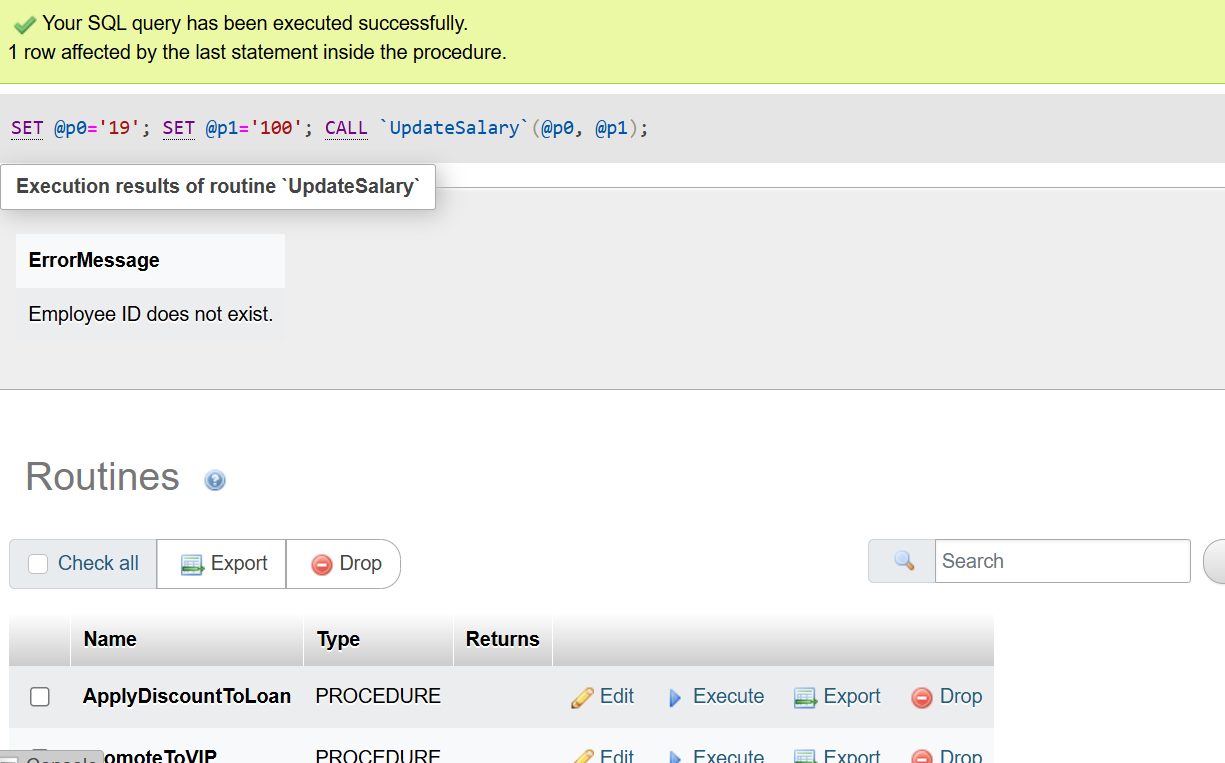 Your SQL query has been executed successfully.
1 row affected by the last statement inside the procedure.
SET @p0='19'; SET @p1='100'; CALL `UpdateSalary`(@p0, @p1);
Execution results of routine `UpdateSalary`
ErrorMessage
Employee ID does not exist.
Routines
Check all Export Drop Search
Name Type Returns
ApplyDiscountToLoan PROCEDURE Edit Execute Export Drop
omoteToVIP PROCEDURE Edit Execute Export Drop
Console